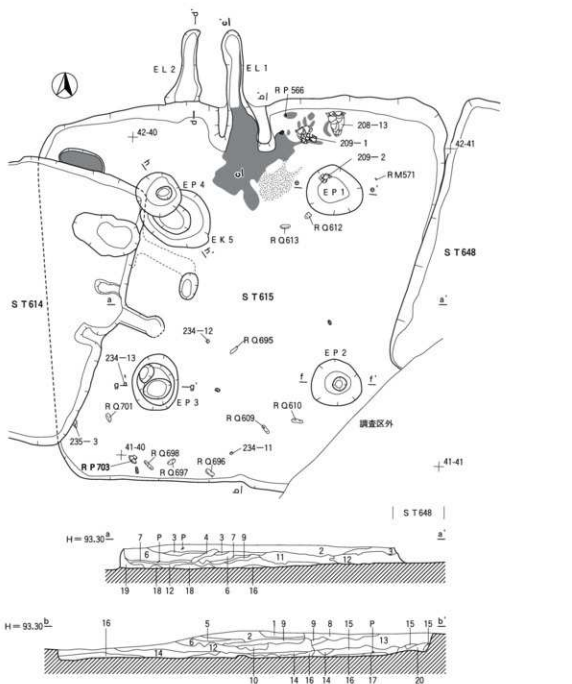 EL2
EL1
RP566
208-13
209-1
42-40
42-41
209-2
RM571
e
e'
EP1
EP4
RQ612
RQ613
EK5
ST648
ST614
a
ST615
a'
234-12
RQ695
234-13
EP2
g
g'
f
f'
EP3
RQ701
RQ609
RQ610
調査区外
235-3
41-40
RQ698
234-11
RP703
RQ697
RQ696
41-41
ST648
H=93.30 a
a'
7 P 3 P 4 3 7 9 2 3
6 11 12
19 18 12 18 6 16
H=93.30 b
b'
16 5 1 9 9 8 15 P 15 15
2 13
6 12
14
10 14 16 14 16 17 20